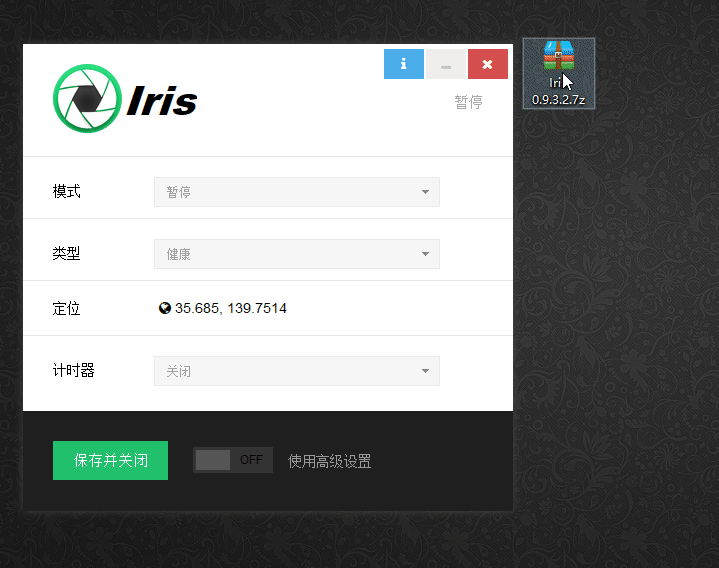 Iris
暂停
模式
暂停
类型
健康
定位
35.685, 139.7514
计时器
关闭
保存并关闭
OFF
使用高级设置
0.9.3.2.7z